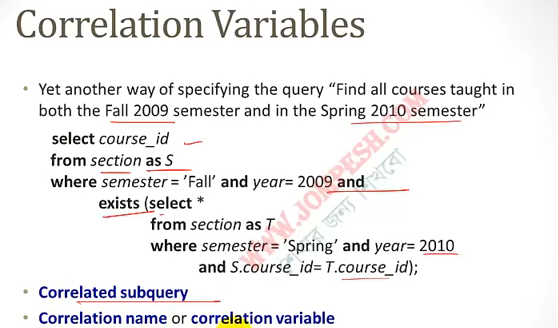 Correlation Variables
• Yet another way of specifying the query “Find all courses taught in
both the Fall 2009 semester and in the Spring 2010 semester”
select course_id
from section as S
where semester = ’Fall’ and year= 2009 and
exists (select *
from section as T
where semester = ’Spring’ and year= 2010
and S.course_id= T.course_id);
• Correlated subquery
• Correlation name or correlation variable
WWW.JOBPESH.COM
শেখার জন্য শিখবো